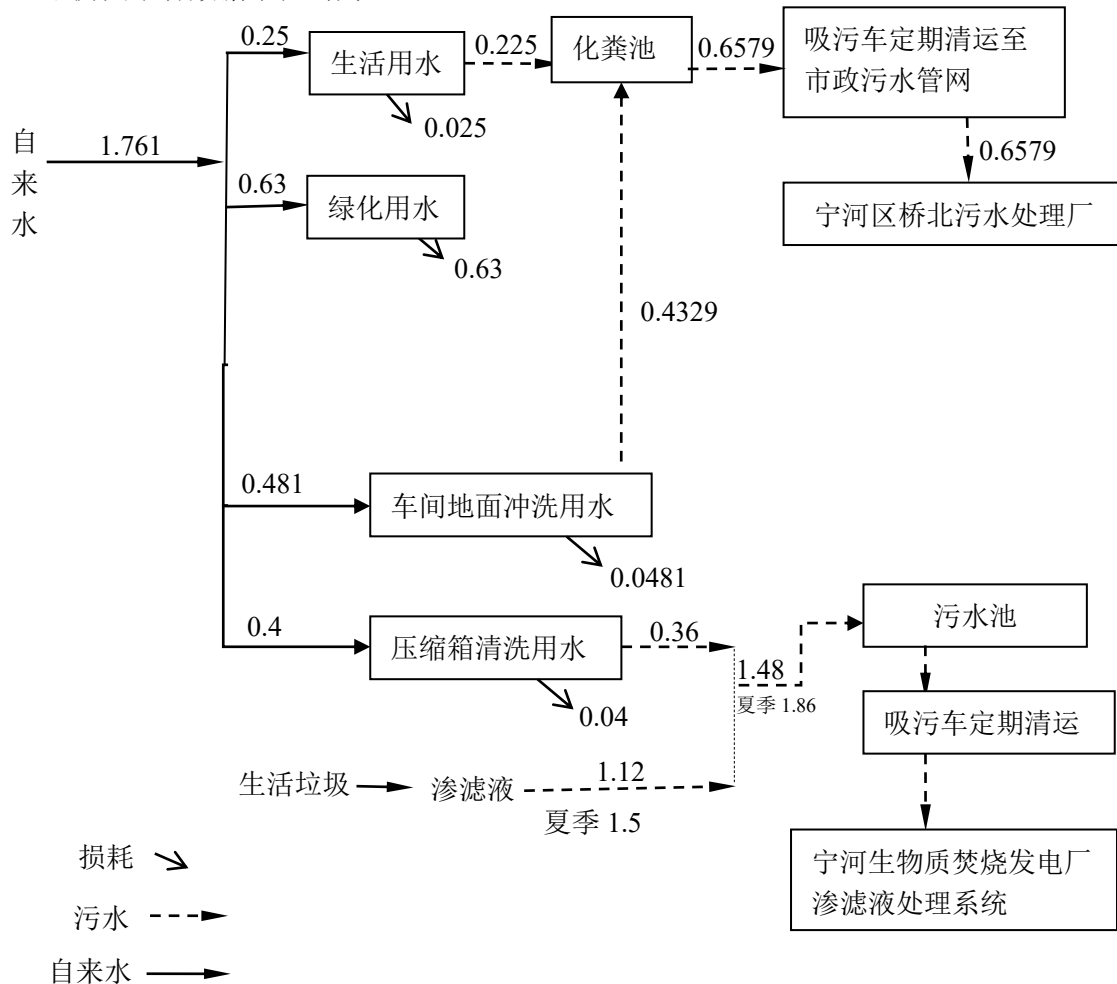 0.25
生活用水
0.225
化粪池
0.6579
吸污车定期清运至
市政污水管网
0.025
自
来
水
1.761
0.6579
0.63
绿化用水
宁河区桥北污水处理厂
0.63
0.4329
0.481
车间地面冲洗用水
0.0481
0.4
压缩箱清洗用水
0.36
污水池
1.48
夏季 1.86
0.04
吸污车定期清运
生活垃圾
渗滤液
1.12
夏季 1.5
宁河生物质焚烧发电厂
渗滤液处理系统
损耗
污水
自来水